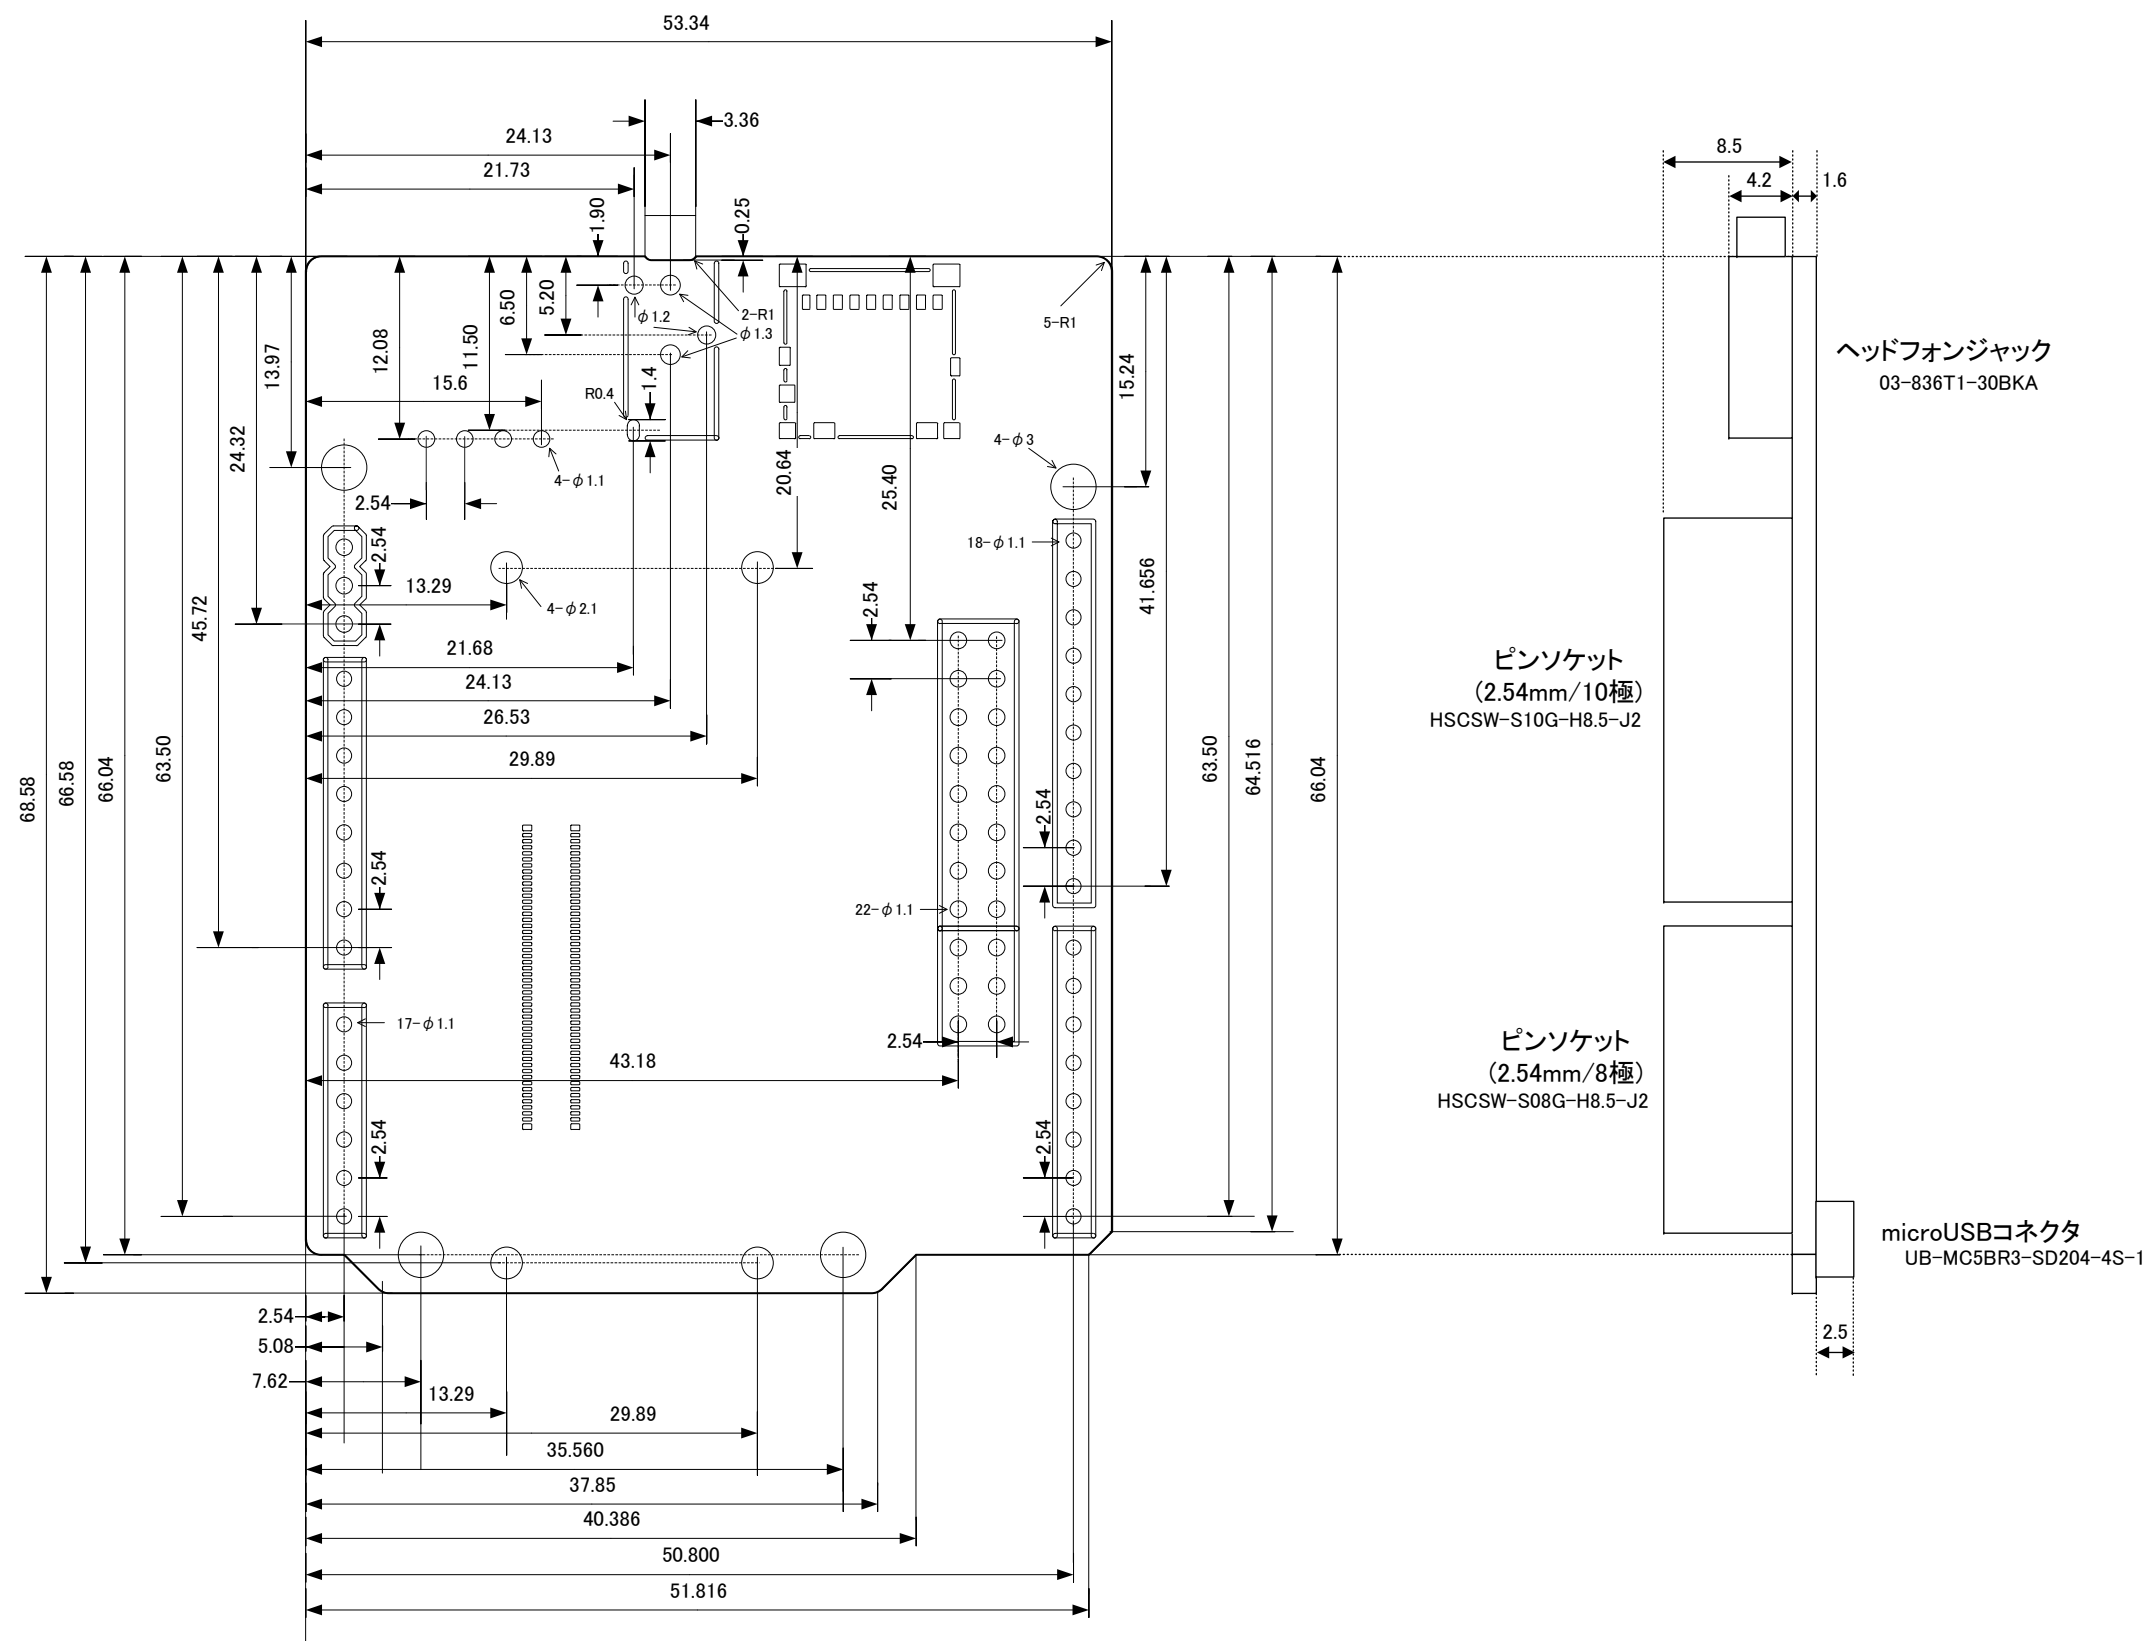 53.34
3.36
24.13
21.73
1.90
0.25
8.5
4.2
1.6
13.97
12.08
11.50
6.50
5.20
φ1.2
2-R1
φ1.3
5-R1
15.24
15.6
R0.4
1.4
ヘッドフォンジャック
03-836T1-30BKA
24.32
20.64
25.40
4-φ3
4-φ1.1
2.54
2.54
18-φ1.1
13.29
4-φ2.1
2.54
41.656
45.72
21.68
24.13
26.53
29.89
ピンソケット
(2.54mm/10極)
HSCSW-S10G-H8.5-J2
68.58
66.58
66.04
63.50
63.50
64.516
66.04
2.54
2.54
22-φ1.1
17-φ1.1
2.54
43.18
ピンソケット
(2.54mm/8極)
HSCSW-S08G-H8.5-J2
2.54
2.54
microUSBコネクタ
UB-MC5BR3-SD204-4S-1
2.54
5.08
7.62
13.29
29.89
35.560
37.85
40.386
50.800
51.816
2.5